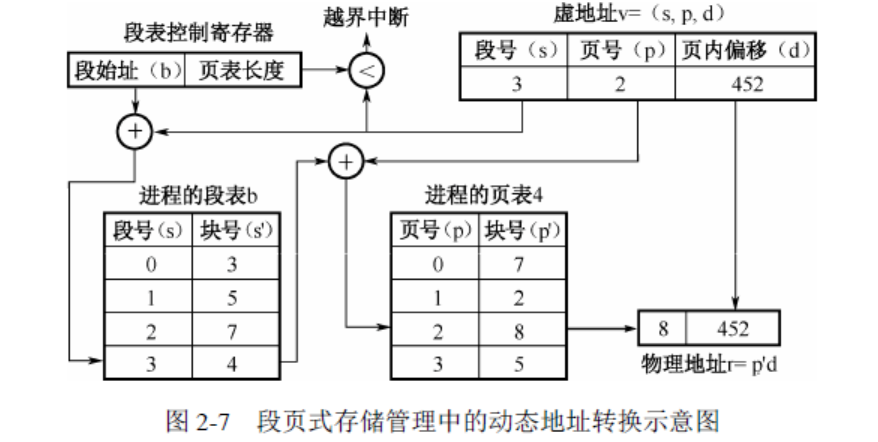 越界中断
虚地址v=（s, p, d）
段表控制寄存器
段始址（b） 页表长度
<
段号（s） 页号（p） 页内偏移（d）
3 2 452
+
+
进程的段表b
段号（s） 块号（s'）
0 3
1 5
2 7
3 4
进程的页表4
页号（p） 块号（p'）
0 7
1 2
2 8
3 5
8 452
物理地址r= p'd
图 2-7 段页式存储管理中的动态地址转换示意图